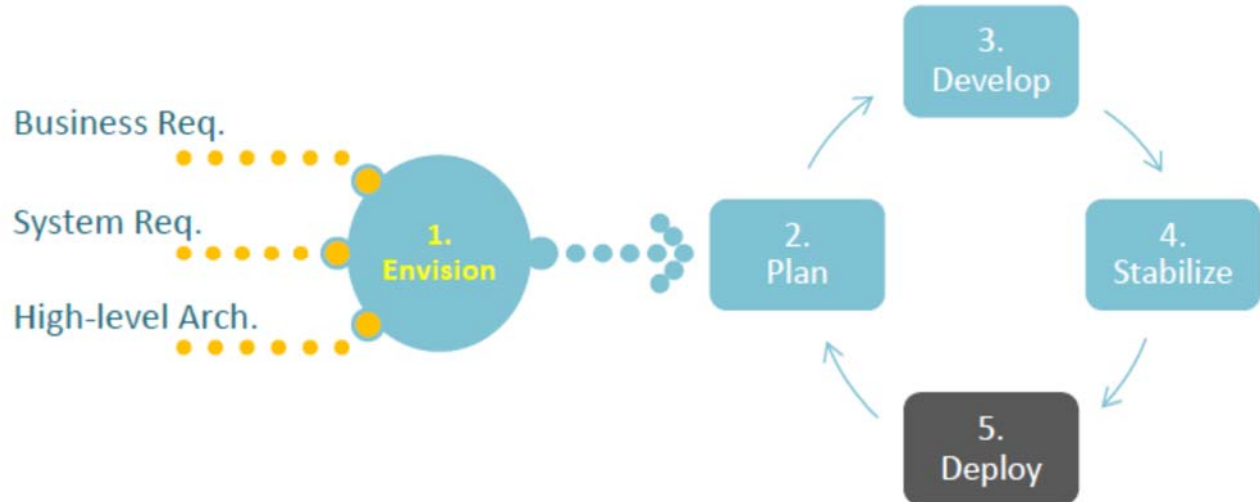 Business Req.
System Req.
High-level Arch.
1.
Envision
2.
Plan
3.
Develop
4.
Stabilize
5.
Deploy